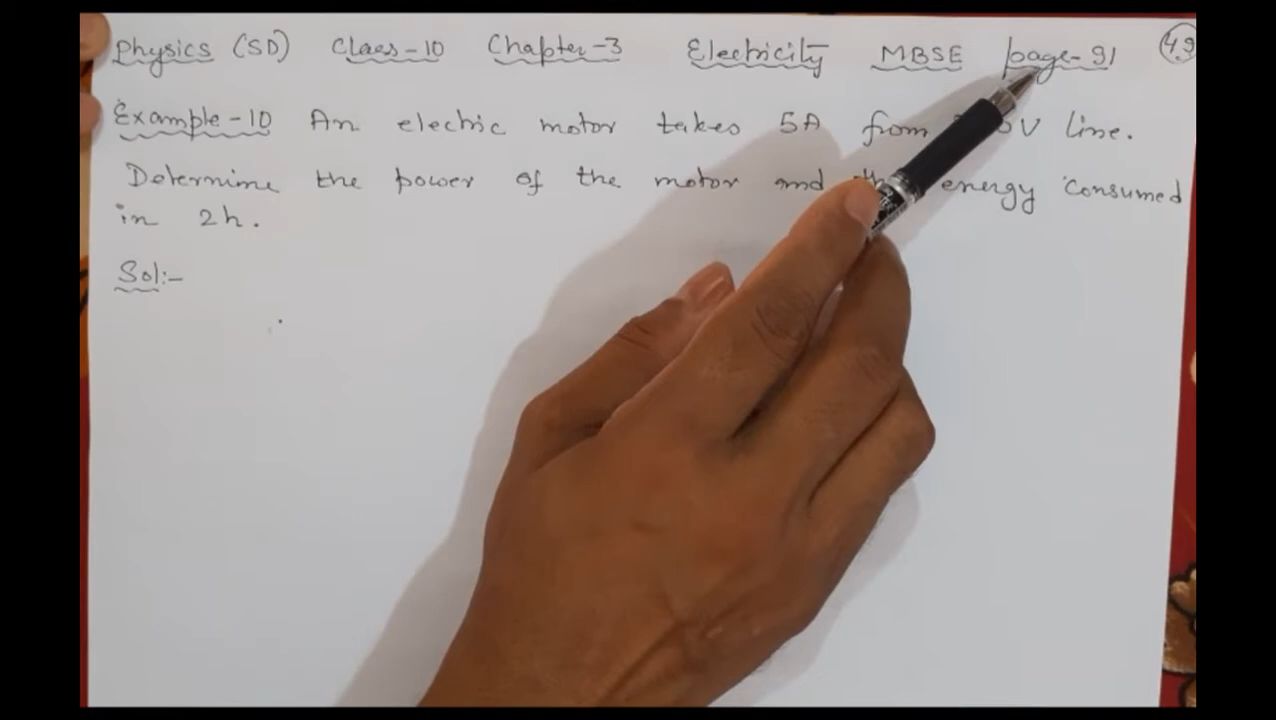 Physics (SD) Class-10 Chapter-3 Electricity MBSE page-91 49
Example-10 An electric motor takes 5A from V line.
Determine the power of the motor and energy consumed
in 2h.
Sol:-